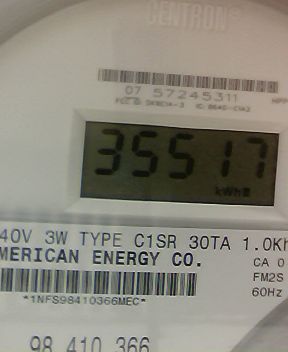 CENTRON®
07 57245311
35517
kWh
40V 3W TYPE C1SR 30TA 1.0Kh
MERICAN ENERGY CO.
CA 0
FM2S
60Hz
*1NFS98410366MEC*
98 410 366